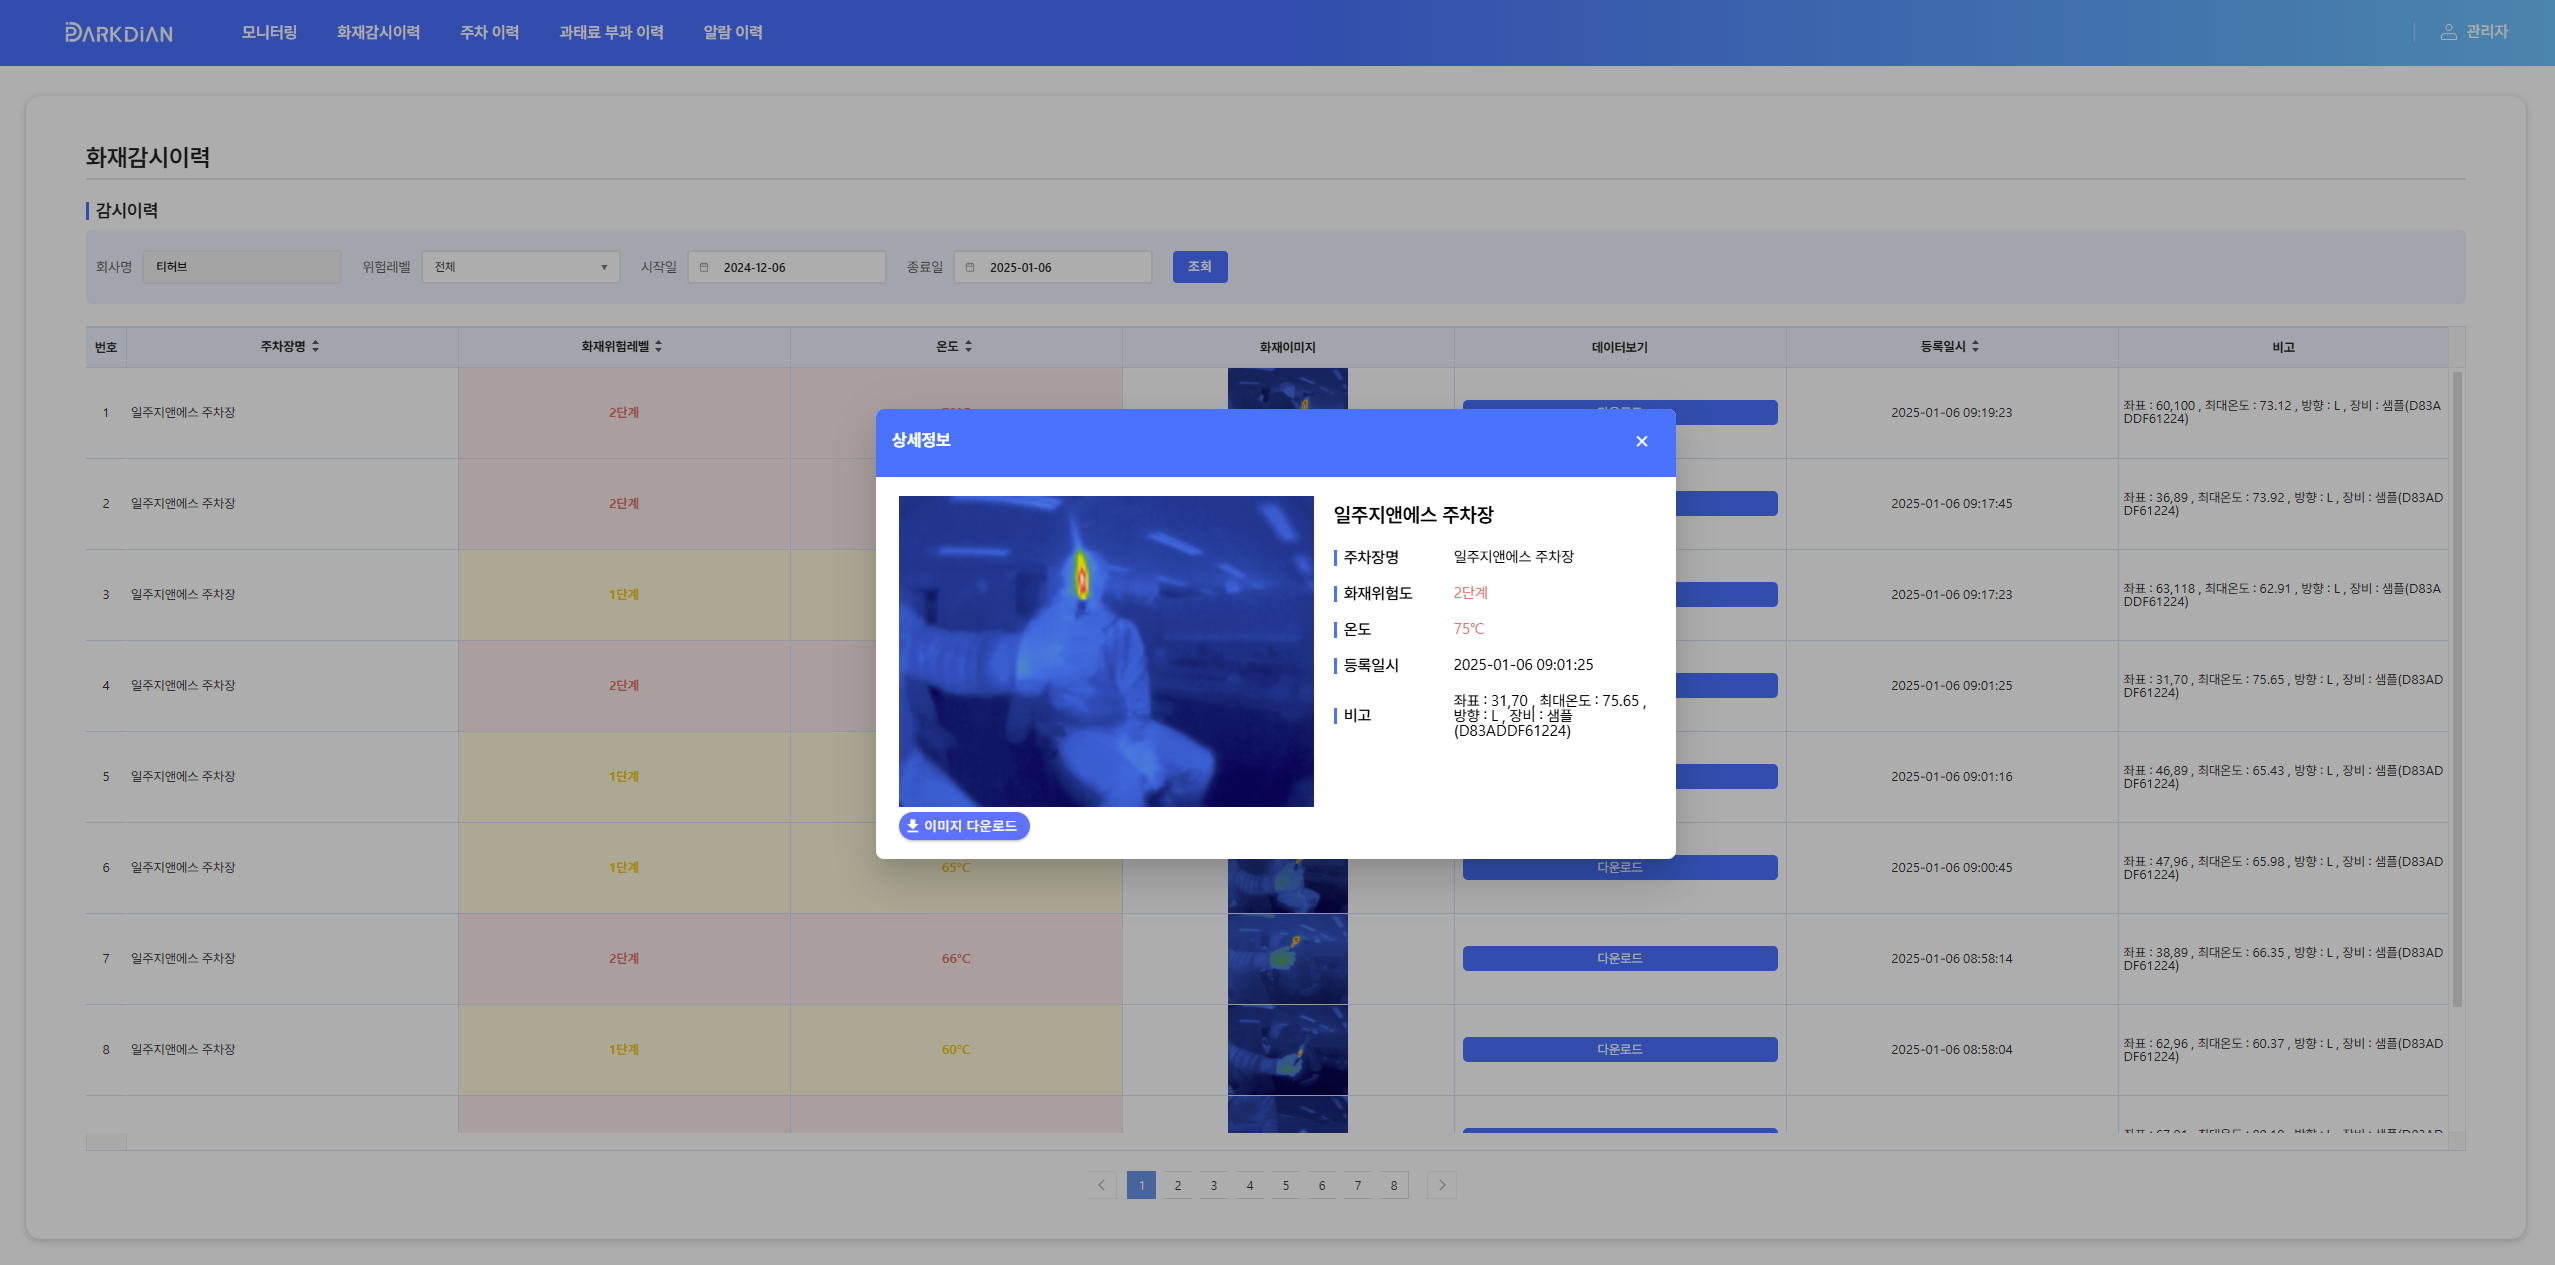 DARKDiAN
모니터링 화재감시이력 주차 이력 과태료 부과 이력 알람 이력
관리자
화재감시이력
감시이력
회사명 티허브 위험레벨 전체 시작일 2024-12-06 종료일 2025-01-06 조회
번호 주차장명 화재위험레벨 온도 화재이미지 데이터보기 등록일시 비고
1 일주지앤에스 주차장 2단계 2025-01-06 09:19:23 좌표 : 60,100 , 최대온도 : 73.12 , 방향 : L , 장비 : 샘플(D83A
DDF61224)
2 일주지앤에스 주차장 2단계 2025-01-06 09:17:45 좌표 : 36,89 , 최대온도 : 73.92 , 방향 : L , 장비 : 샘플(D83AD
DF61224)
3 일주지앤에스 주차장 1단계 2025-01-06 09:17:23 좌표 : 63,118 , 최대온도 : 62.91 , 방향 : L , 장비 : 샘플(D83A
DDF61224)
4 일주지앤에스 주차장 2단계 2025-01-06 09:01:25 좌표 : 31,70 , 최대온도 : 75.65 , 방향 : L , 장비 : 샘플(D83AD
DF61224)
5 일주지앤에스 주차장 1단계 2025-01-06 09:01:16 좌표 : 46,89 , 최대온도 : 65.43 , 방향 : L , 장비 : 샘플(D83AD
DF61224)
6 일주지앤에스 주차장 1단계 65°C 다운로드 2025-01-06 09:00:45 좌표 : 47,96 , 최대온도 : 65.98 , 방향 : L , 장비 : 샘플(D83AD
DF61224)
7 일주지앤에스 주차장 2단계 66°C 다운로드 2025-01-06 08:58:14 좌표 : 38,89 , 최대온도 : 66.35 , 방향 : L , 장비 : 샘플(D83AD
DF61224)
8 일주지앤에스 주차장 1단계 60°C 다운로드 2025-01-06 08:58:04 좌표 : 62,96 , 최대온도 : 60.37 , 방향 : L , 장비 : 샘플(D83AD
DF61224)
상세정보
일주지앤에스 주차장
주차장명 일주지앤에스 주차장
화재위험도 2단계
온도 75℃
등록일시 2025-01-06 09:01:25
비고 좌표 : 31,70 , 최대온도 : 75.65 ,
방향 : L , 장비 : 샘플
(D83ADDF61224)
이미지 다운로드
1 2 3 4 5 6 7 8